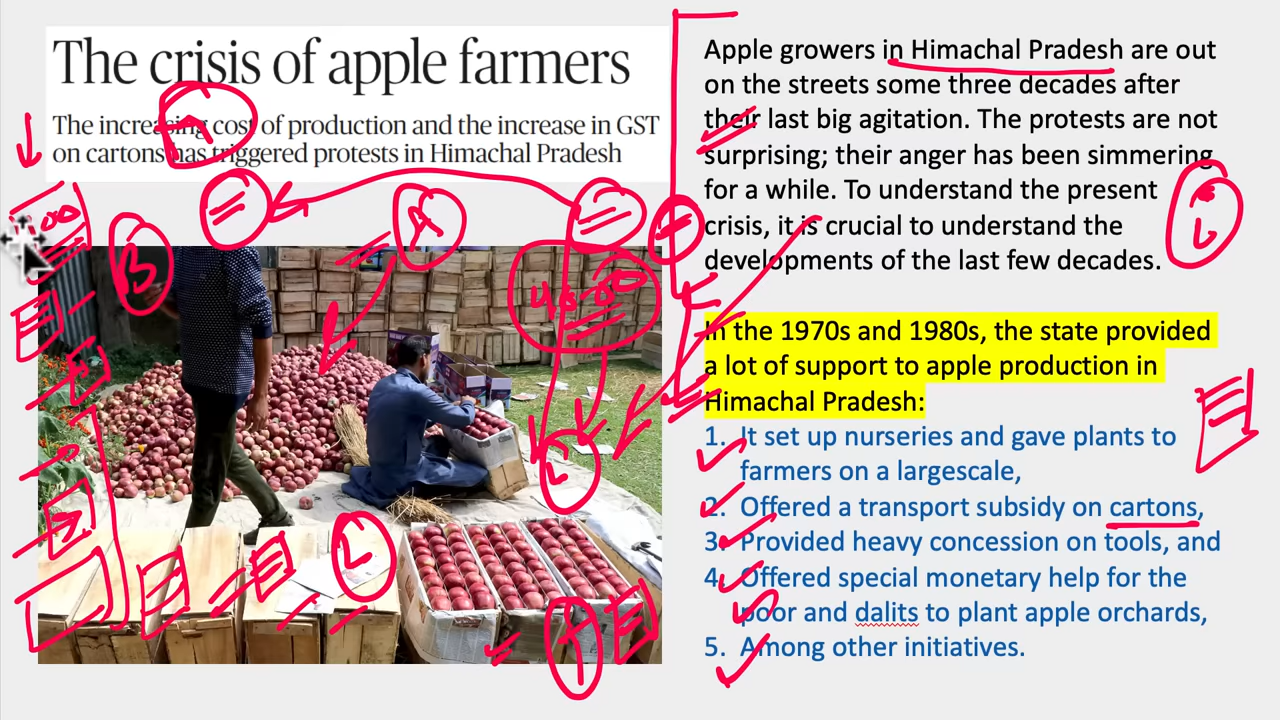 The crisis of apple farmers
The increasing cost of production and the increase in GST
on cartons has triggered protests in Himachal Pradesh
Apple growers in Himachal Pradesh are out
on the streets some three decades after
their last big agitation. The protests are not
surprising; their anger has been simmering
for a while. To understand the present
crisis, it is crucial to understand the
developments of the last few decades.
In the 1970s and 1980s, the state provided
a lot of support to apple production in
Himachal Pradesh:
1. It set up nurseries and gave plants to
farmers on a largescale,
2. Offered a transport subsidy on cartons,
3. Provided heavy concession on tools, and
4. Offered special monetary help for the
poor and dalits to plant apple orchards,
5. Among other initiatives.
A
B
A
L
L